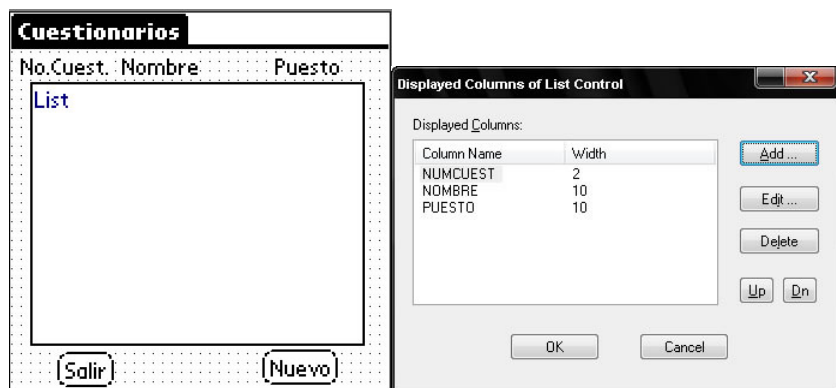 Cuestionarios
No.Cuest. Nombre Puesto
List
Salir Nuevo
Displayed Columns of List Control
Displayed Columns:
Column Name Width
NUMCUEST 2
NOMBRE 10
PUESTO 10
Add ...
Edit ...
Delete
Up Dn
OK Cancel